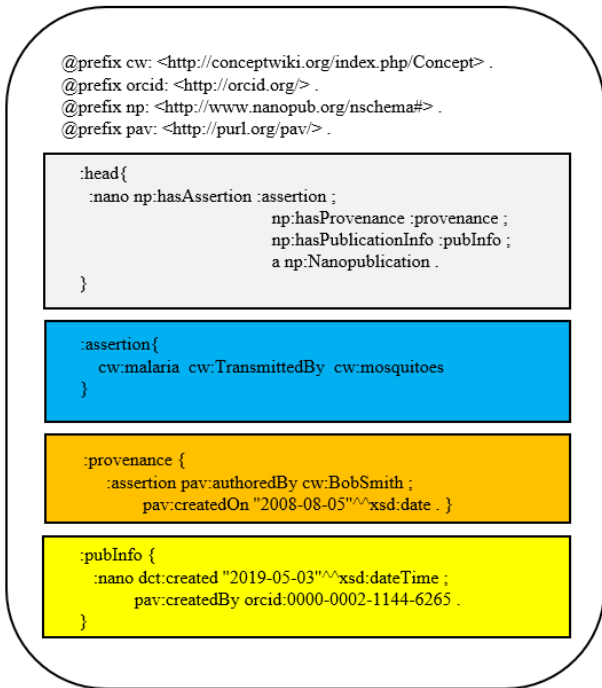 @prefix cw: <http://conceptwiki.org/index.php/Concept> .
@prefix orcid: <http://orcid.org/> .
@prefix np: <http://www.nanopub.org/nschema#> .
@prefix pav: <http://purl.org/pav/> .
:head{
:nano np:hasAssertion :assertion ;
np:hasProvenance :provenance ;
np:hasPublicationInfo :pubInfo ;
a np:Nanopublication .
}
:assertion{
cw:malaria cw:TransmittedBy cw:mosquitoes
}
:provenance {
:assertion pav:authoredBy cw:BobSmith ;
pav:createdOn "2008-08-05"^^xsd:date . }
:pubInfo {
:nano dct:created "2019-05-03"^^xsd:dateTime ;
pav:createdBy orcid:0000-0002-1144-6265 .
}